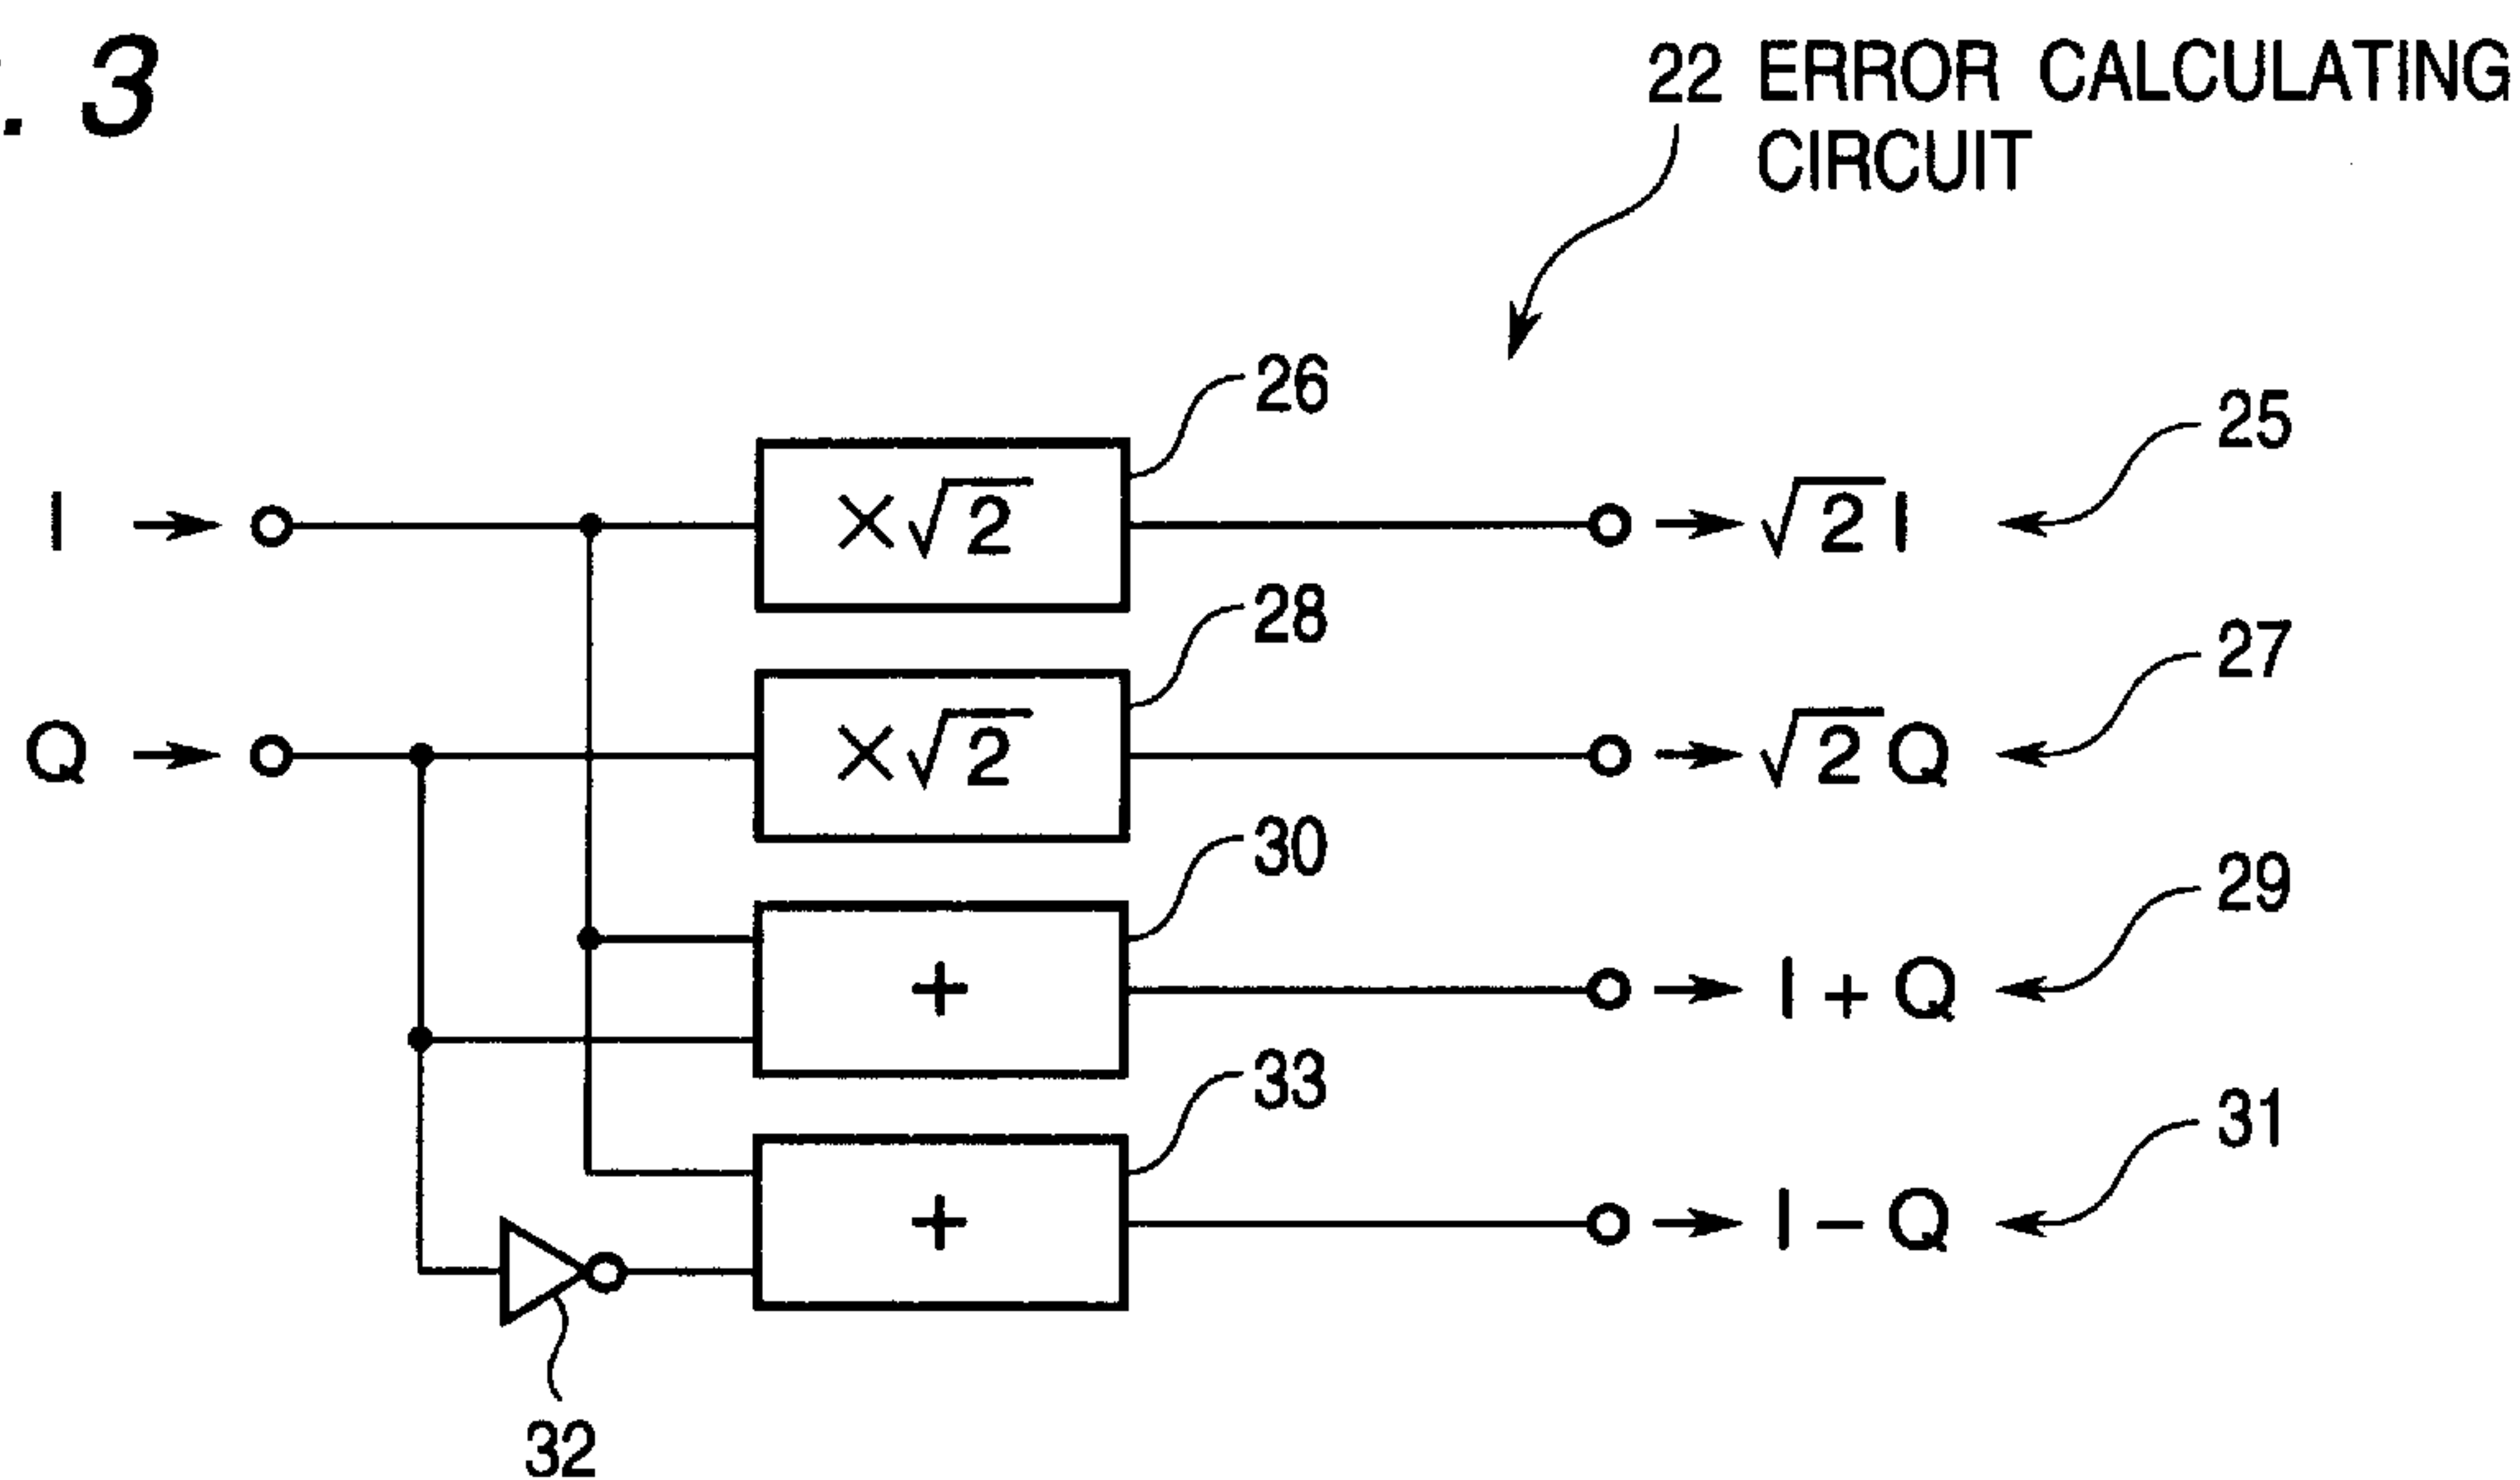 . 3
22 ERROR CALCULATING
CIRCUIT
26
25
I
×√2
√2 I
28
27
Q
×√2
√2 Q
30
29
+
I + Q
33
31
+
I − Q
32